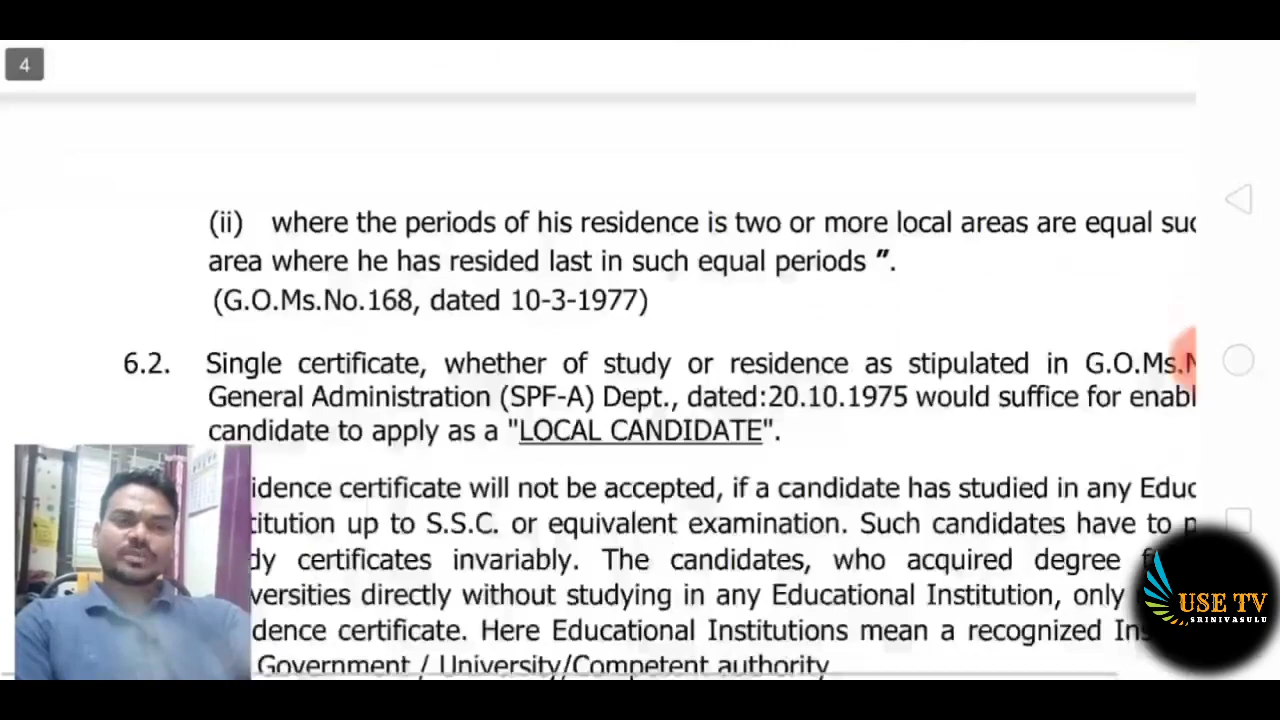 4
(ii) where the periods of his residence is two or more local areas are equal suc
area where he has resided last in such equal periods ”.
(G.O.Ms.No.168, dated 10-3-1977)
6.2. Single certificate, whether of study or residence as stipulated in G.O.Ms.
General Administration (SPF-A) Dept., dated:20.10.1975 would suffice for enabl
candidate to apply as a "LOCAL CANDIDATE".
idence certificate will not be accepted, if a candidate has studied in any Educ
titution up to S.S.C. or equivalent examination. Such candidates have to
dy certificates invariably. The candidates, who acquired degree
versities directly without studying in any Educational Institution, only
dence certificate. Here Educational Institutions mean a recognized Ins
Government / University/Competent authority
USE TV
SRINIVASULU